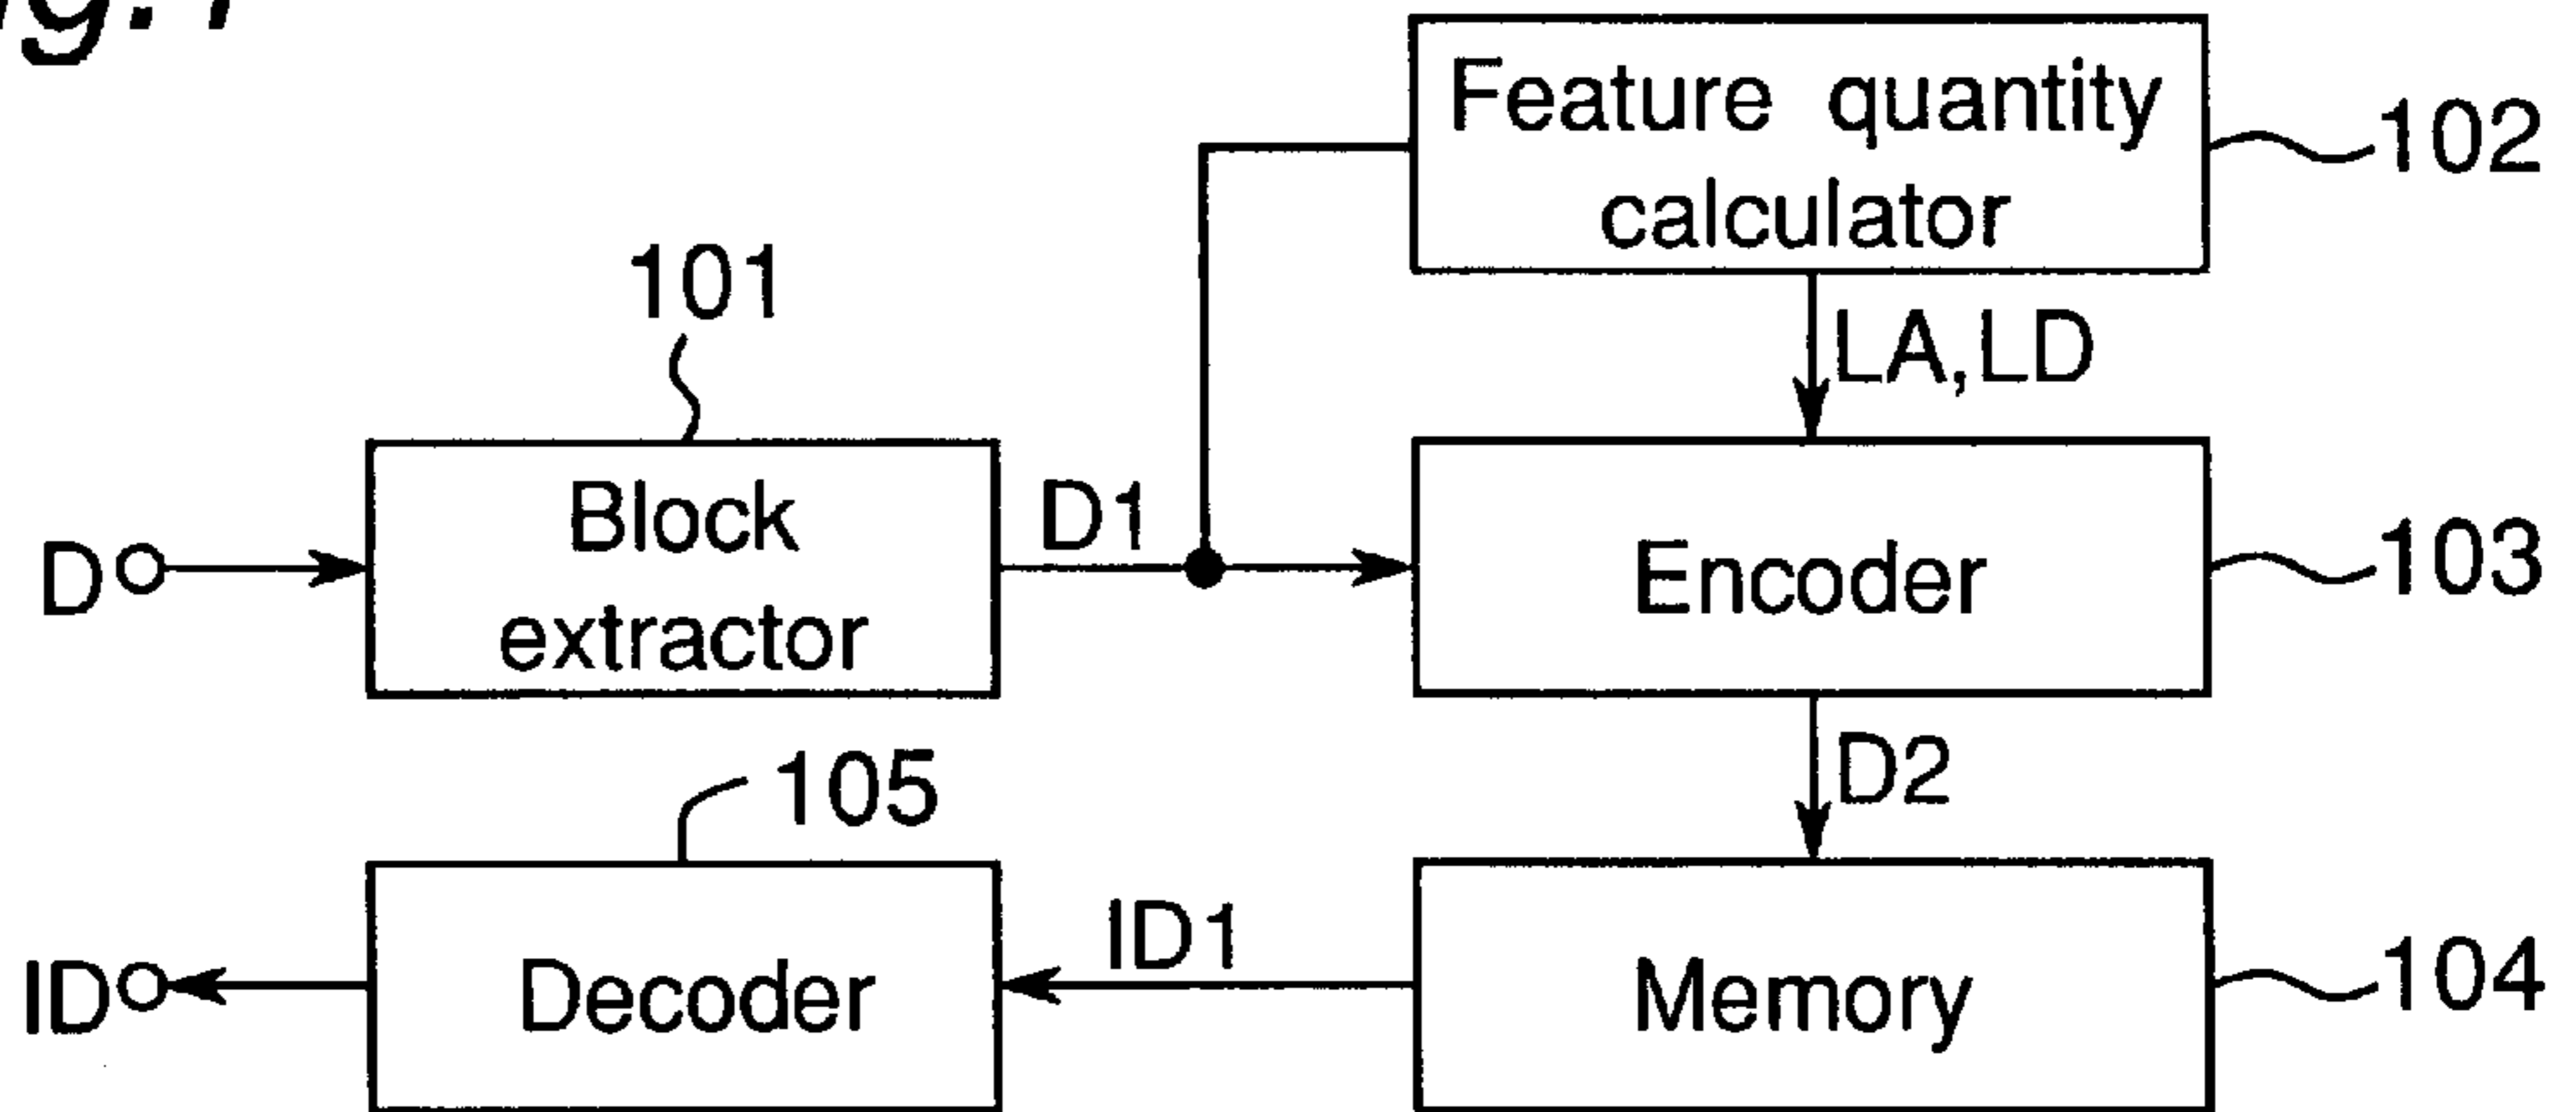 Feature quantity
calculator
102
101
LA,LD
Block
extractor
D1
D
Encoder
103
105
D2
ID1
ID
Decoder
Memory
104